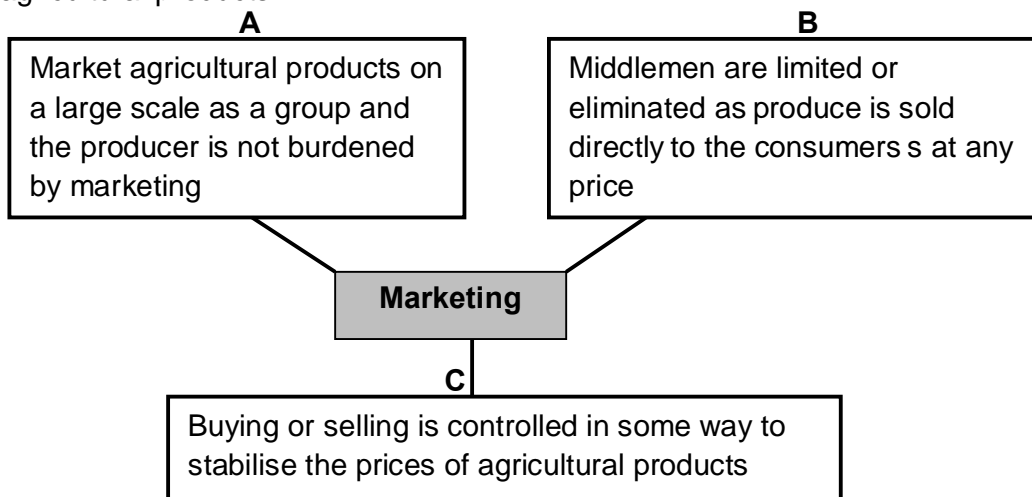 A
Market agricultural products on
a large scale as a group and
the producer is not burdened
by marketing
B
Middlemen are limited or
eliminated as produce is sold
directly to the consumers s at any
price
Marketing
C
Buying or selling is controlled in some way to
stabilise the prices of agricultural products